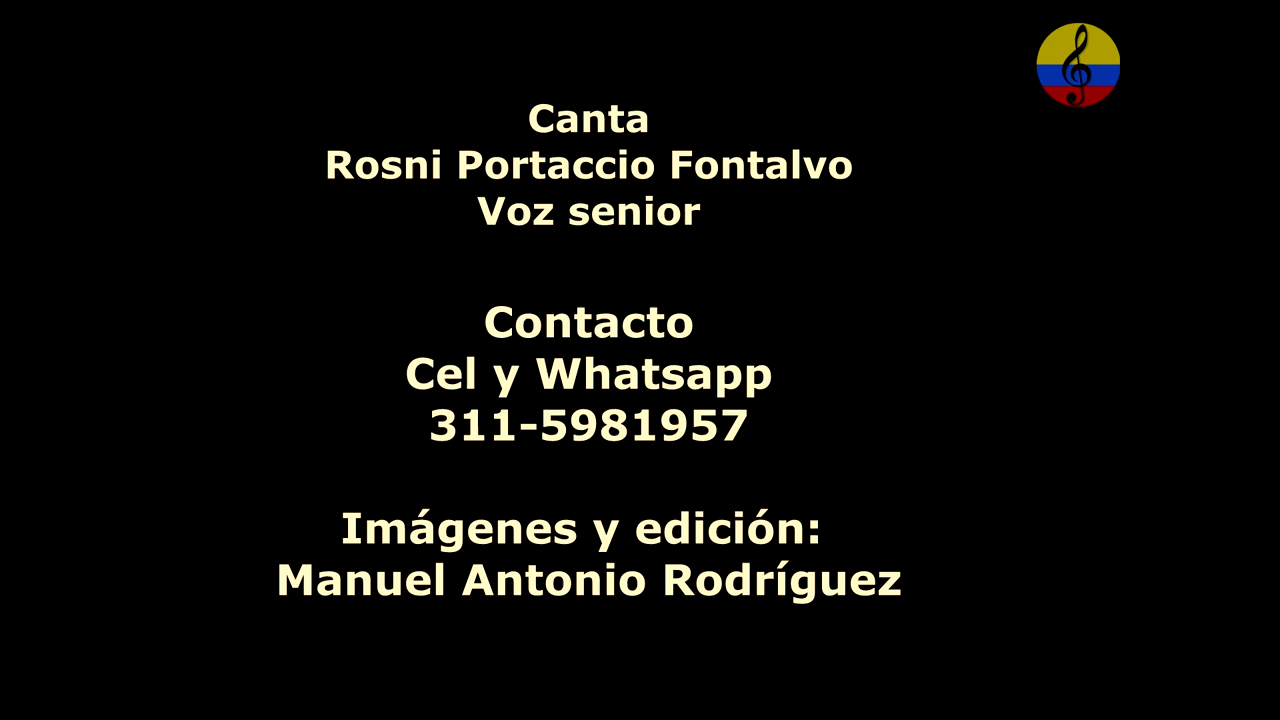 Canta
Rosni Portaccio Fontalvo
Voz senior
Contacto
Cel y Whatsapp
311-5981957
Imágenes y edición:
Manuel Antonio Rodríguez